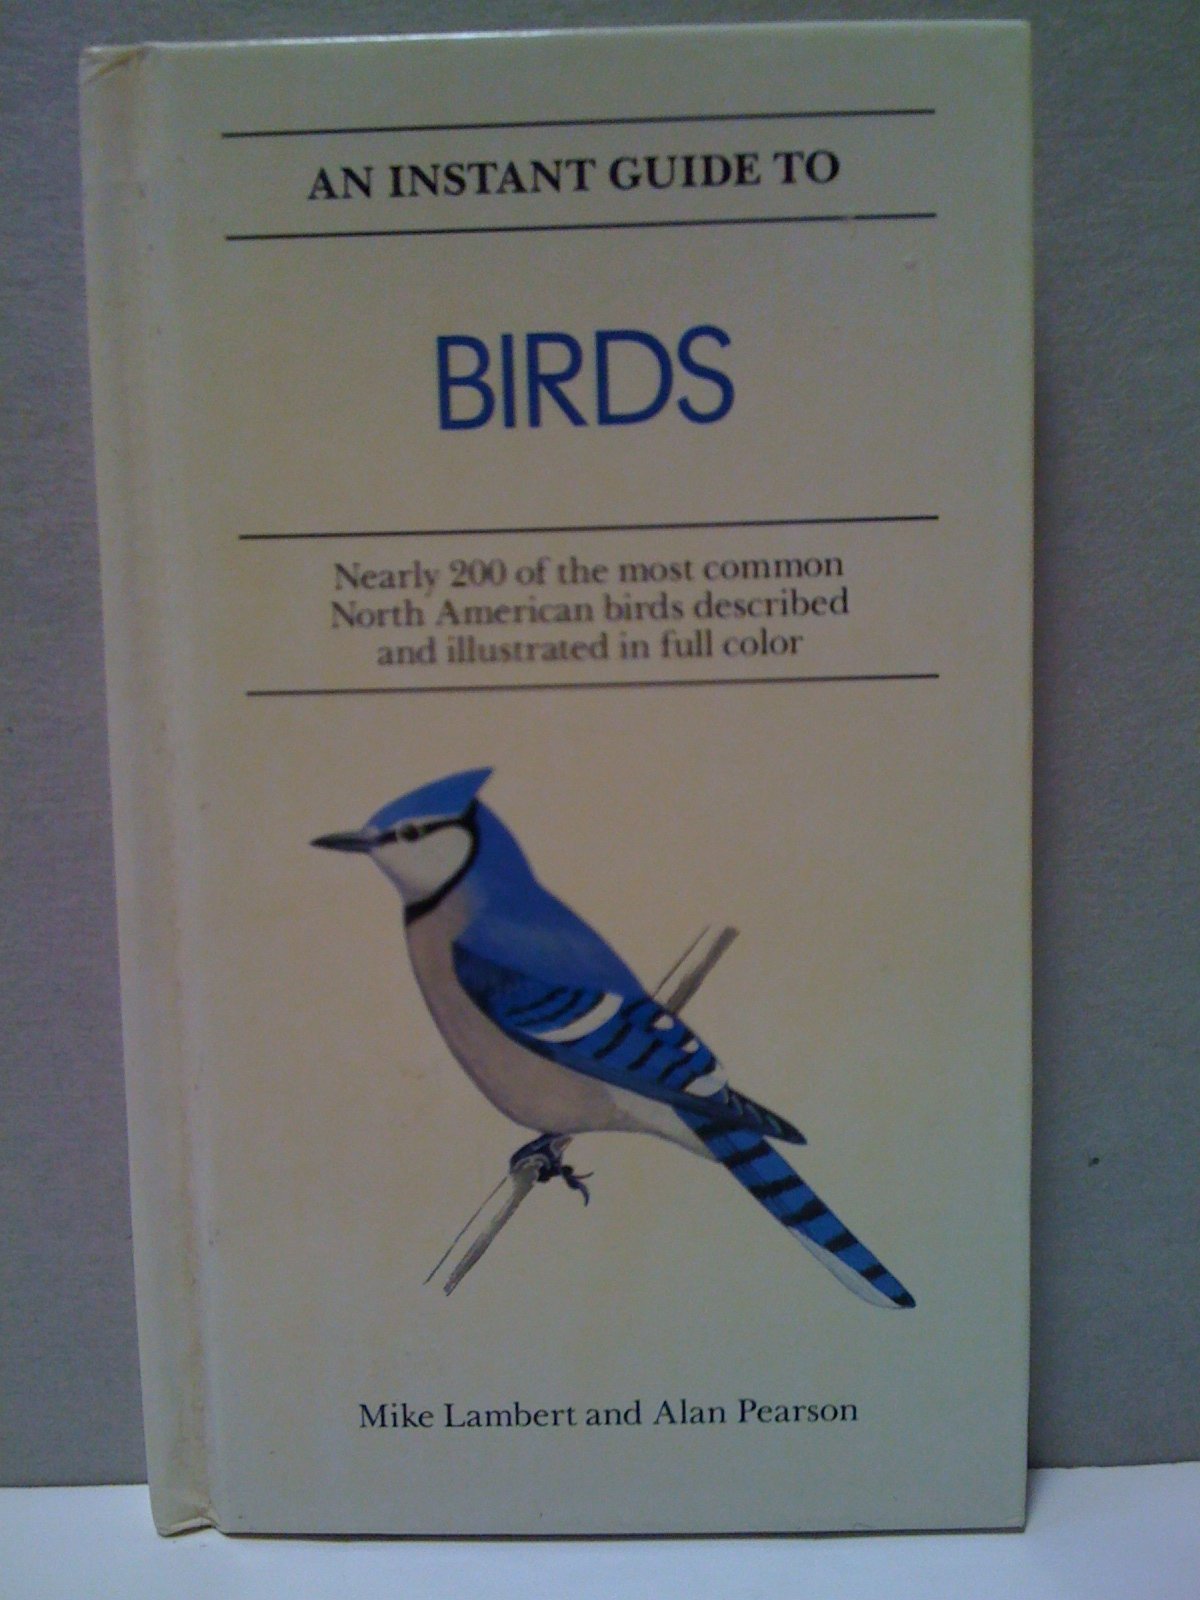 AN INSTANT GUIDE TO
BIRDS
Nearly 200 of the most common
North American birds described
and illustrated in full color
Mike Lambert and Alan Pearson